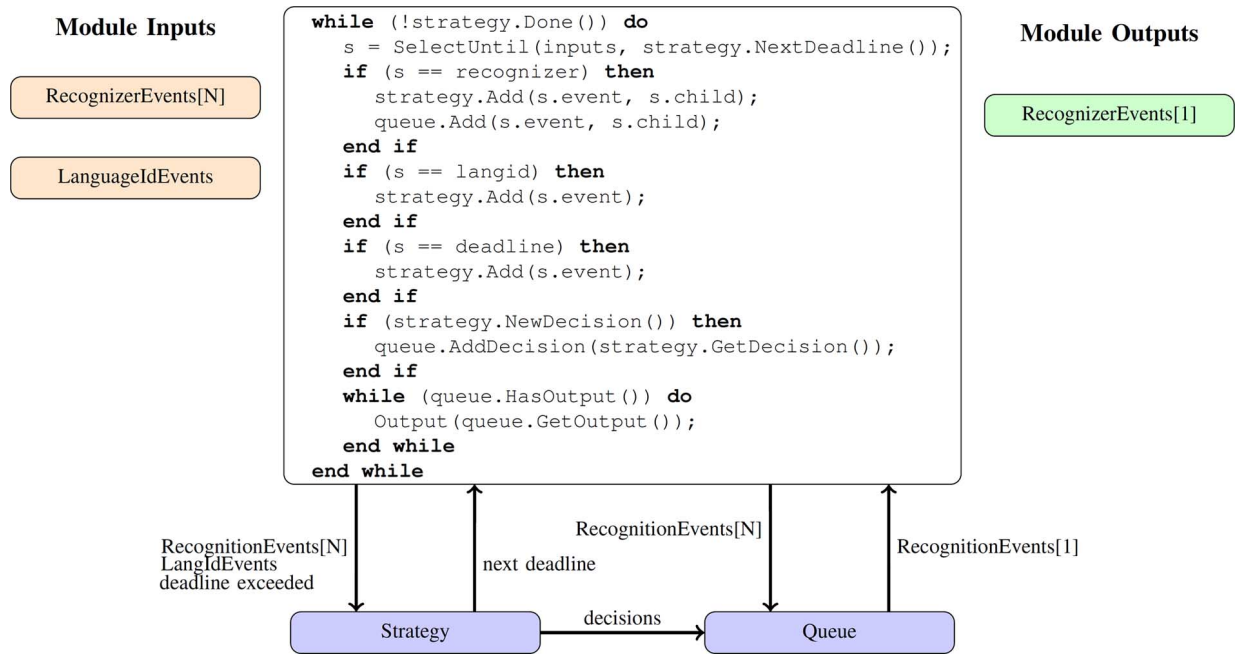 Module Inputs
RecognizerEvents[N]
LanguageIdEvents
while (!strategy.Done()) do
s = SelectUntil(inputs, strategy.NextDeadline());
if (s == recognizer) then
strategy.Add(s.event, s.child);
queue.Add(s.event, s.child);
end if
if (s == langid) then
strategy.Add(s.event);
end if
if (s == deadline) then
strategy.Add(s.event);
end if
if (strategy.NewDecision()) then
queue.AddDecision(strategy.GetDecision());
end if
while (queue.HasOutput()) do
Output(queue.GetOutput());
end while
end while
Module Outputs
RecognizerEvents[1]
RecognitionEvents[N]
LangIdEvents
deadline exceeded
next deadline
RecognitionEvents[N]
RecognitionEvents[1]
Strategy
decisions
Queue